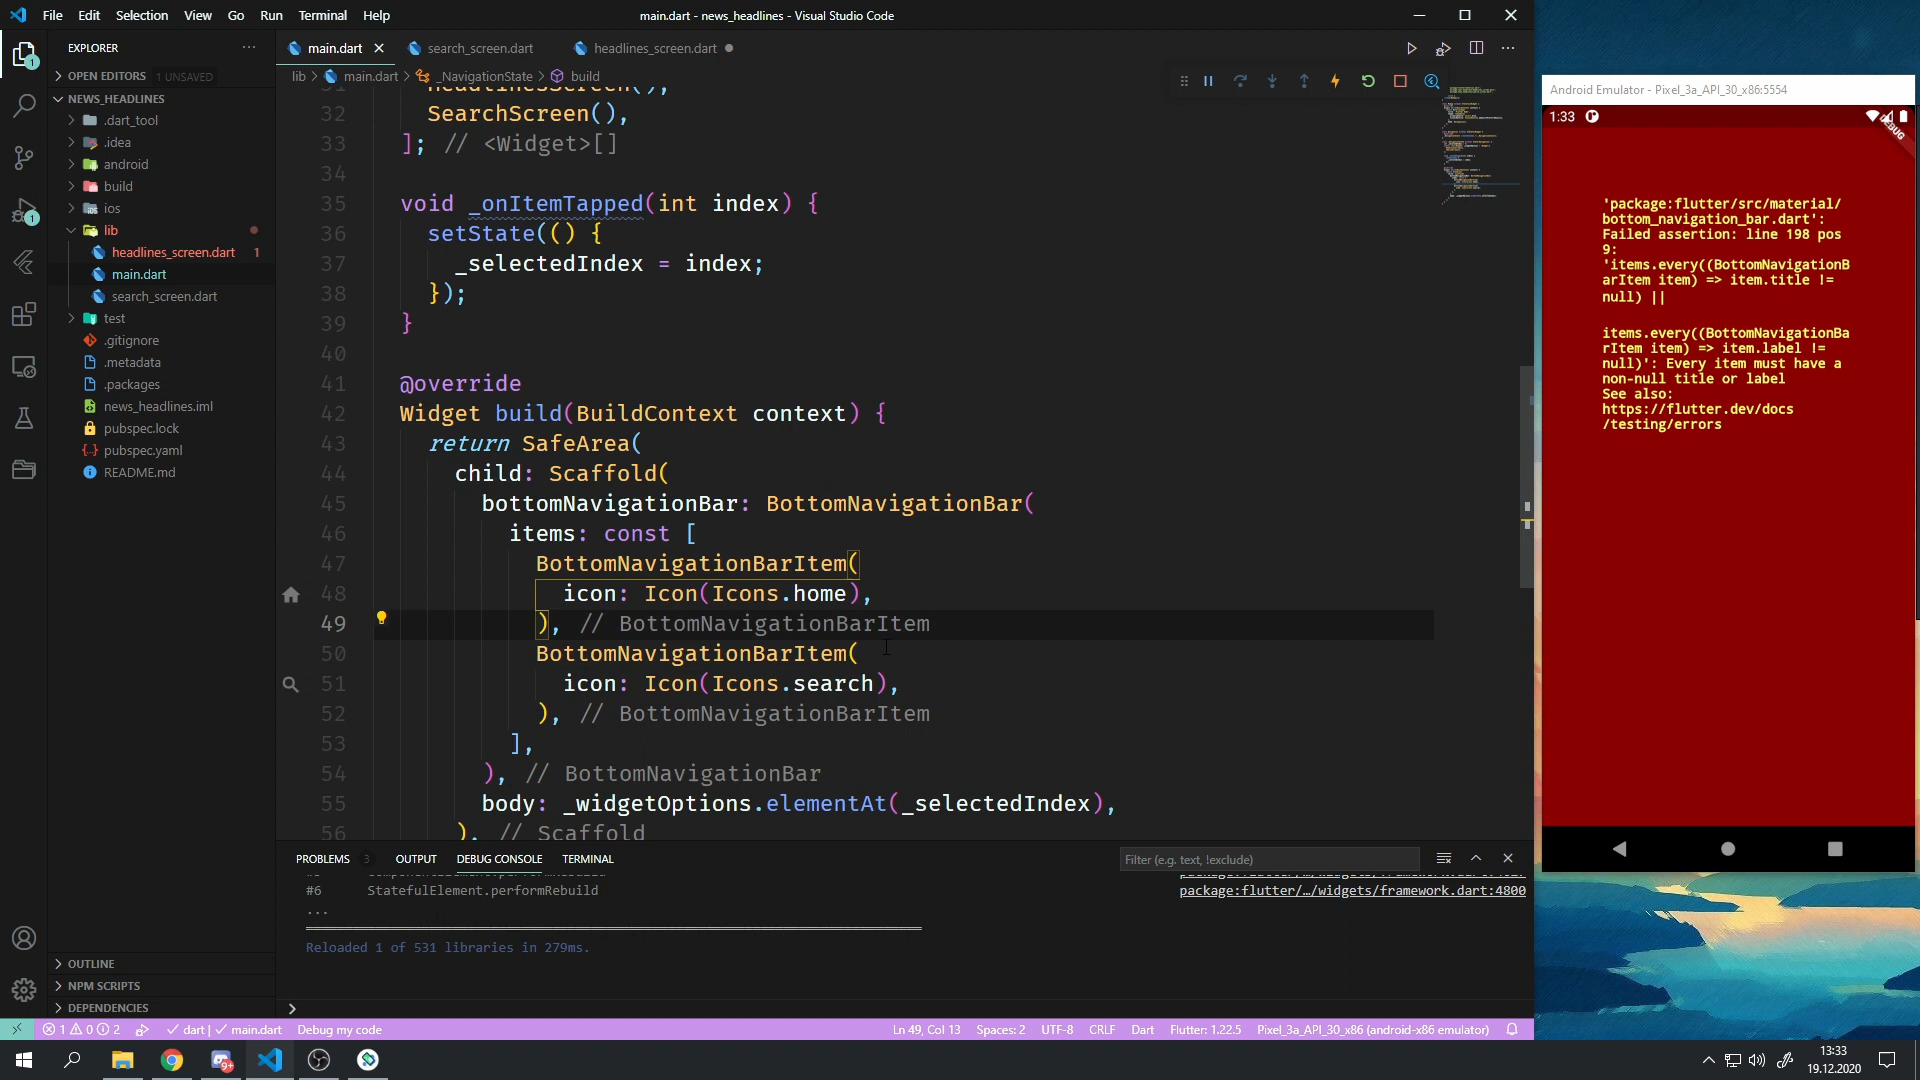 File Edit Selection View Go Run Terminal Help
main.dart - news_headlines - Visual Studio Code
EXPLORER
OPEN EDITORS 1 UNSAVED
NEWS_HEADLINES
.dart_tool
.idea
android
build
ios
lib
headlines_screen.dart 1
main.dart
search_screen.dart
test
.gitignore
.metadata
.packages
news_headlines.iml
pubspec.lock
pubspec.yaml
README.md
OUTLINE
NPM SCRIPTS
DEPENDENCIES
main.dart search_screen.dart headlines_screen.dart
lib > main.dart > _NavigationState > build
31 HeadlinesScreen(),
32 SearchScreen(),
33 ]; // <Widget>[]
34
35 void _onItemTapped(int index) {
36 setState(() {
37 _selectedIndex = index;
38 });
39 }
40
41 @override
42 Widget build(BuildContext context) {
43 return SafeArea(
44 child: Scaffold(
45 bottomNavigationBar: BottomNavigationBar(
46 items: const [
47 BottomNavigationBarItem(
48 icon: Icon(Icons.home),
49 ), // BottomNavigationBarItem
50 BottomNavigationBarItem(
51 icon: Icon(Icons.search),
52 ), // BottomNavigationBarItem
53 ],
54 ), // BottomNavigationBar
55 body: _widgetOptions.elementAt(_selectedIndex),
56 ), // Scaffold
PROBLEMS 3 OUTPUT DEBUG CONSOLE TERMINAL
Filter (e.g. text, !exclude)
#6 StatefulElement.performRebuild
package:flutter/…/widgets/framework.dart:4800
...
Reloaded 1 of 531 libraries in 279ms.
1 0 2 dart | main.dart Debug my code
Ln 49, Col 13 Spaces: 2 UTF-8 CRLF Dart Flutter: 1.22.5 Pixel_3a_API_30_x86 (android-x86 emulator)
Android Emulator - Pixel_3a_API_30_x86:5554
1:33
DEBUG
'package:flutter/src/material/
bottom_navigation_bar.dart':
Failed assertion: line 198 pos
9:
'items.every((BottomNavigationB
arItem item) => item.title !=
null) ||
items.every((BottomNavigationBa
rItem item) => item.label !=
null)': Every item must have a
non-null title or label
See also:
https://flutter.dev/docs
/testing/errors
9+
13:33
19.12.2020